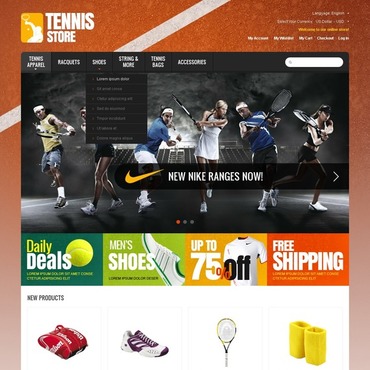 TENNIS
STORE
Language: English
Select Your Currency US Dollar - USD
Welcome to our online store!
My Account My Wishlist My Cart Checkout Log In
TENNIS APPAREL RACQUETS SHOES STRING & MORE TENNIS BAGS ACCESSORIES
Lorem ipsum dolor
Sit amet conse
Ctetur adipisicing elit
Sed do eiusmod
Tempor incididunt
Ut labore et
Dolore magna
NEW NIKE RANGES NOW!
Daily Deals
LOREM IPSUM DOLOR SIT AMET CONSE
CTETUR ADIPISICING ELIT
MEN'S SHOES
LOREM IPSUM DOLOR
UP TO 75% off
FREE SHIPPING
LOREM IPSUM DOLOR SIT AMET CONSE
CTETUR ADIPISICING ELIT
NEW PRODUCTS
Wilson